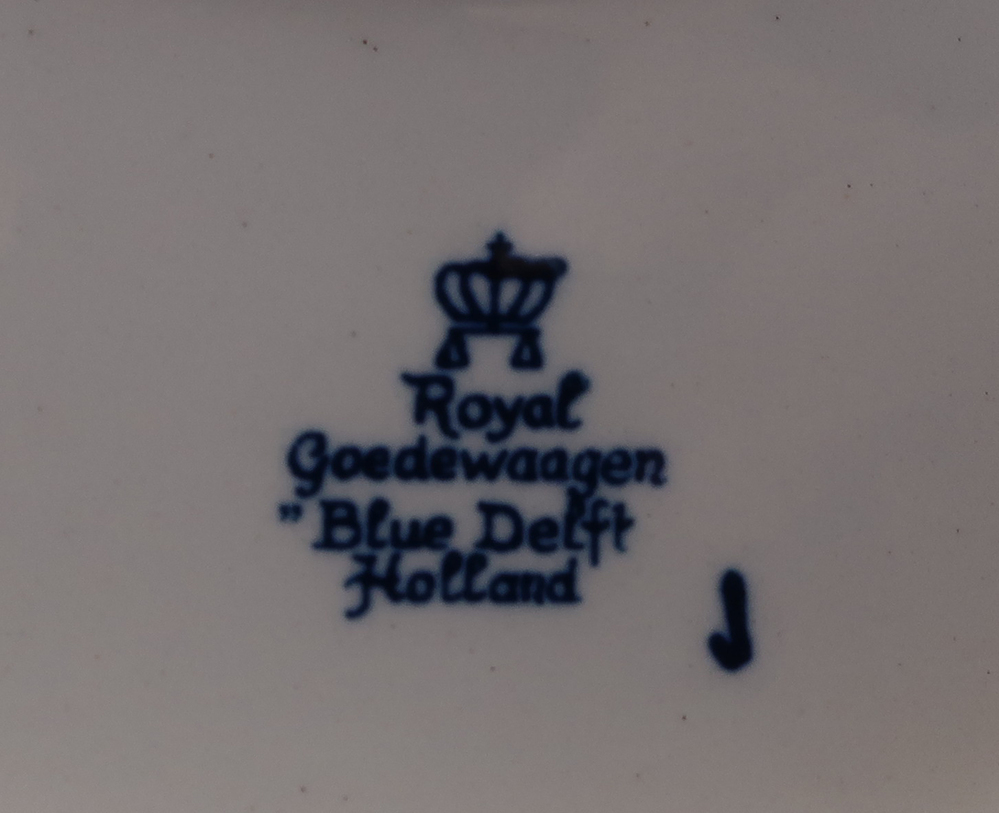 Royal
Goedewaagen
" Blue Delft
Holland
J